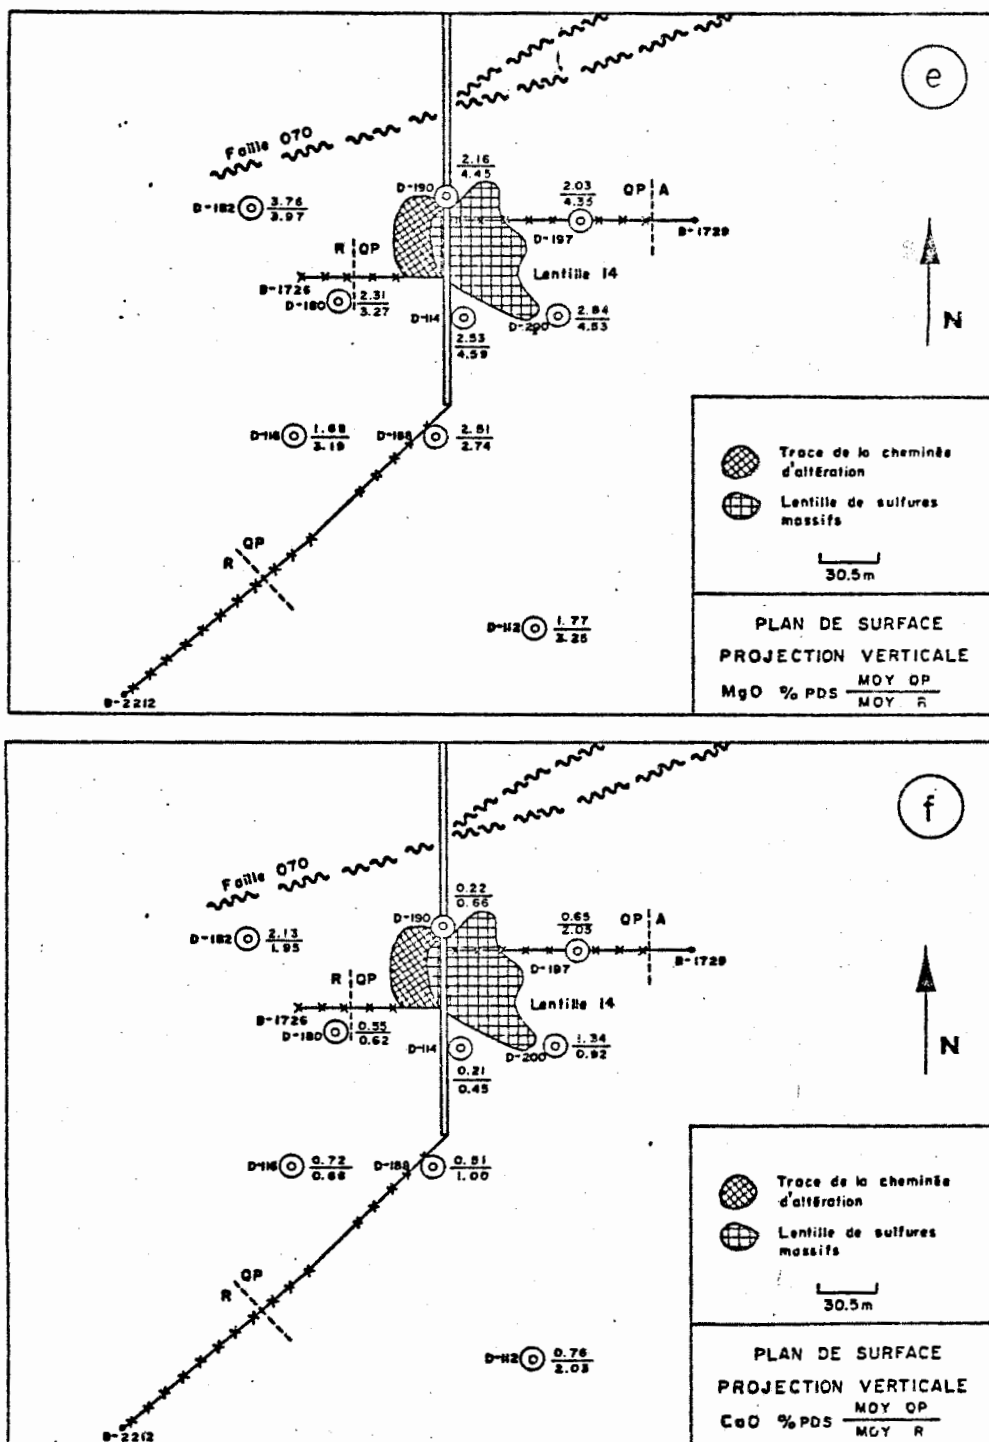 e
Faille 070
D-190
2.16
4.45
D-182
3.76
3.97
2.03
4.35
QP A
D-197
B-1729
R QP
Lentille 14
B-1726
D-180
2.31
3.27
D-114
2.53
4.59
D-200
2.84
4.53
N
D-116
1.68
3.19
D-188
2.51
2.74
Trace de la cheminée
d'altération
Lentille de sulfures
massifs
30.5m
QP
R
D-112
1.77
3.25
B-2212
PLAN DE SURFACE
PROJECTION VERTICALE
MgO % PDS MOY QP
MOY R
f
Faille 070
D-190
0.22
0.66
D-182
2.13
1.95
0.65
2.03
QP A
D-197
B-1729
R QP
Lentille 14
B-1726
D-180
0.55
0.62
D-114
0.21
0.45
D-200
1.34
0.92
N
D-116
0.72
0.66
D-188
0.51
1.00
Trace de la cheminée
d'altération
Lentille de sulfures
massifs
30.5m
QP
R
D-112
0.76
2.03
B-2212
PLAN DE SURFACE
PROJECTION VERTICALE
CaO % PDS MOY QP
MOY R